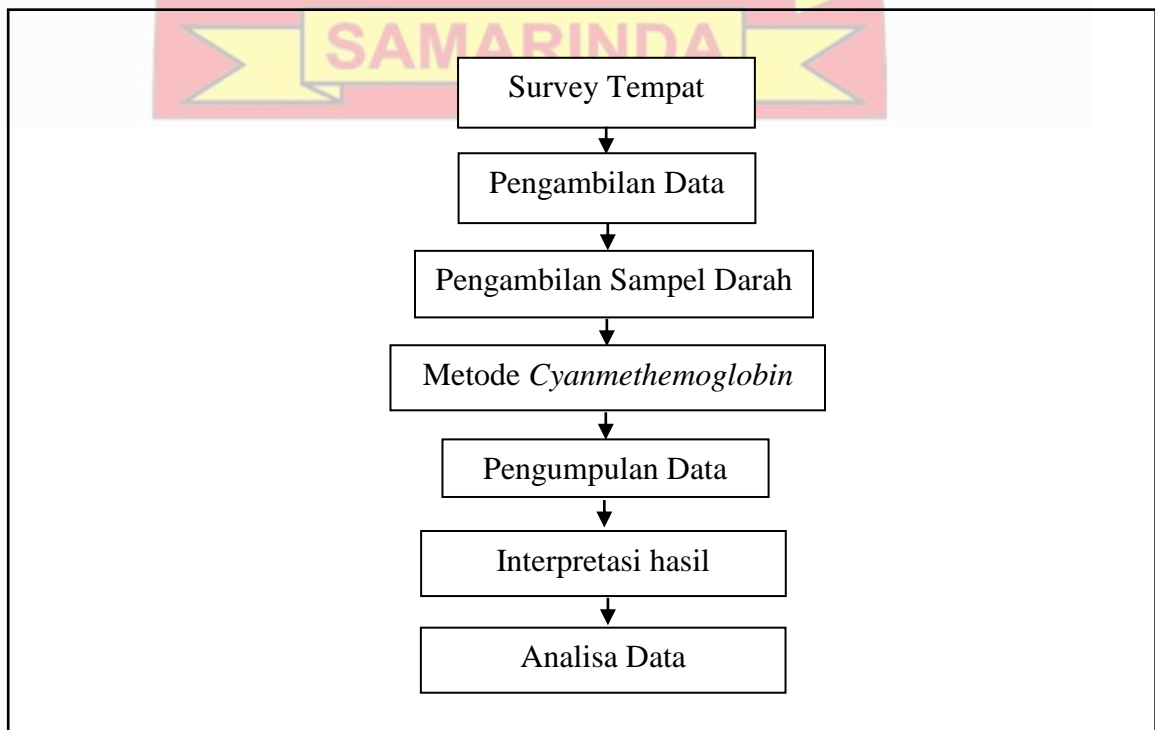 SAMARINDA
Survey Tempat
Pengambilan Data
Pengambilan Sampel Darah
Metode Cyanmethemoglobin
Pengumpulan Data
Interpretasi hasil
Analisa Data